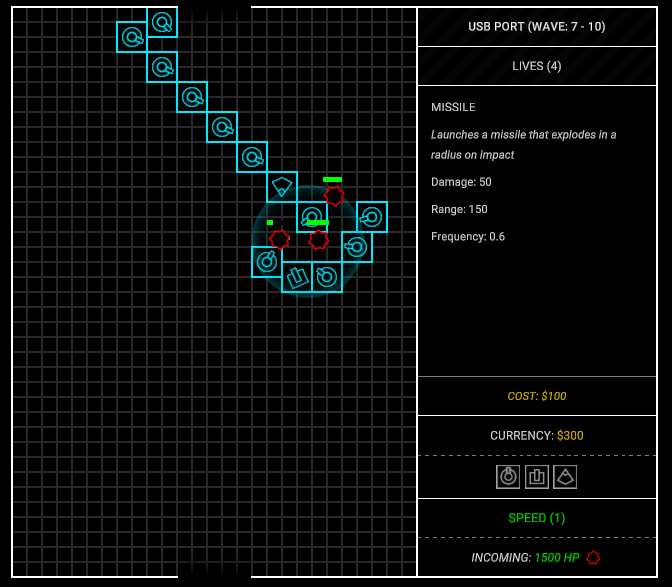 USB PORT (WAVE: 7 - 10)
LIVES (4)
MISSILE
Launches a missile that explodes in a
radius on impact
Damage: 50
Range: 150
Frequency: 0.6
COST: $100
CURRENCY: $300
SPEED (1)
INCOMING: 1500 HP